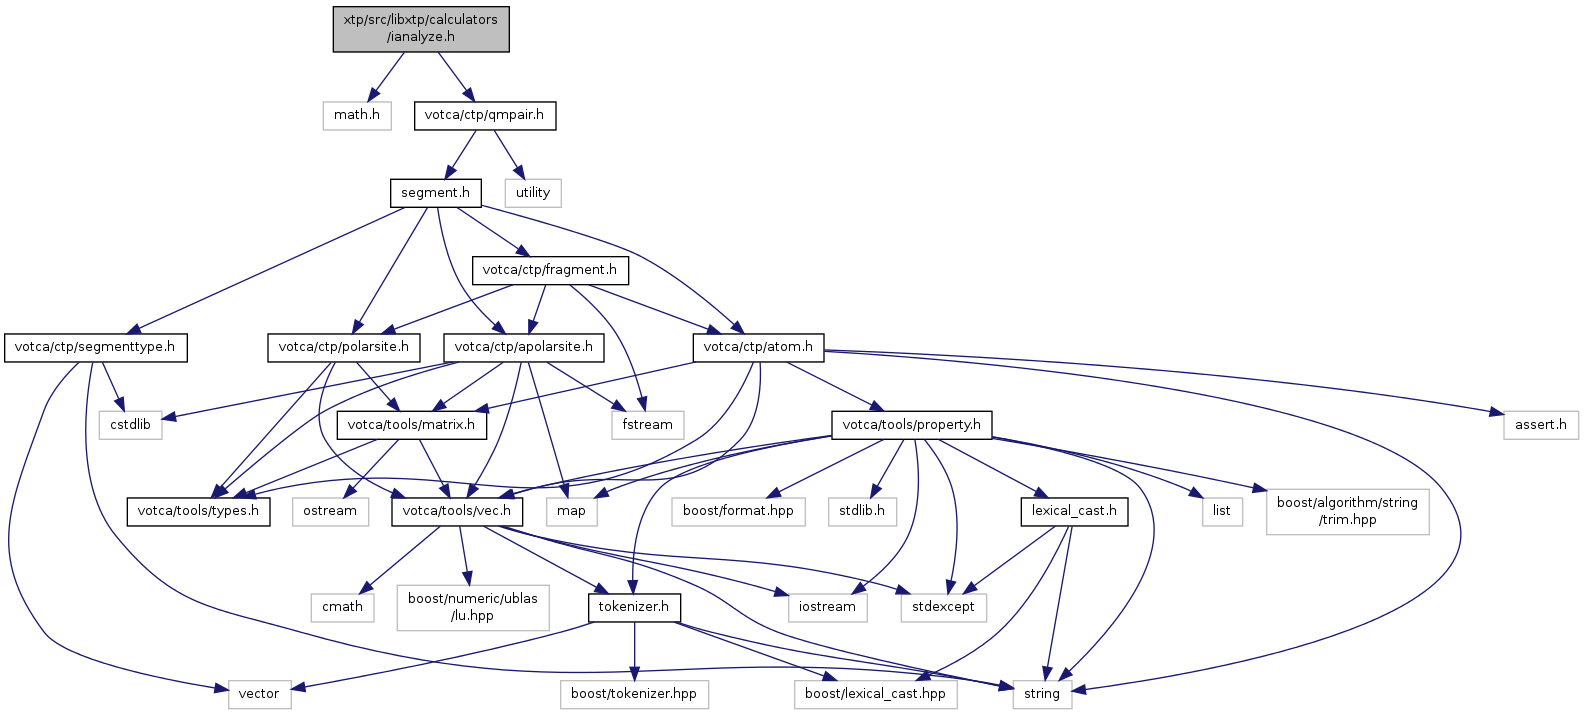 xtp/src/libxtp/calculators
/ianalyze.h
math.h
votca/ctp/qmpair.h
segment.h
utility
votca/ctp/fragment.h
votca/ctp/segmenttype.h
votca/ctp/polarsite.h
votca/ctp/apolarsite.h
votca/ctp/atom.h
cstdlib
votca/tools/matrix.h
fstream
votca/tools/property.h
assert.h
votca/tools/types.h
ostream
votca/tools/vec.h
map
boost/format.hpp
stdlib.h
lexical_cast.h
list
boost/algorithm/string
/trim.hpp
cmath
boost/numeric/ublas
/lu.hpp
tokenizer.h
iostream
stdexcept
vector
boost/tokenizer.hpp
boost/lexical_cast.hpp
string